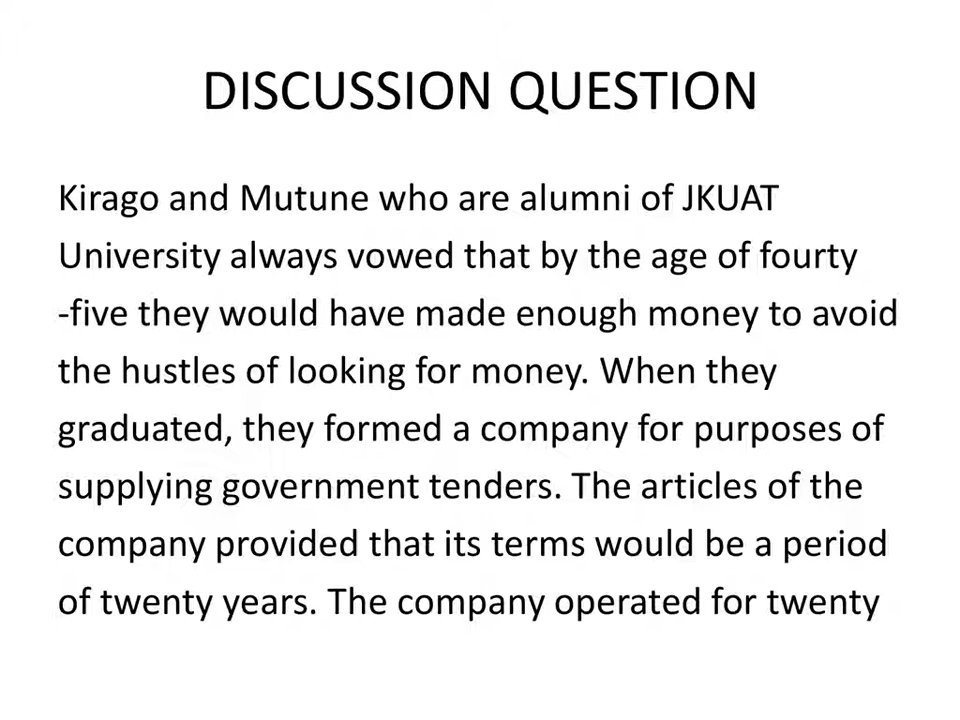 DISCUSSION QUESTION
Kirago and Mutune who are alumni of JKUAT
University always vowed that by the age of fourty
-five they would have made enough money to avoid
the hustles of looking for money. When they
graduated, they formed a company for purposes of
supplying government tenders. The articles of the
company provided that its terms would be a period
of twenty years. The company operated for twenty